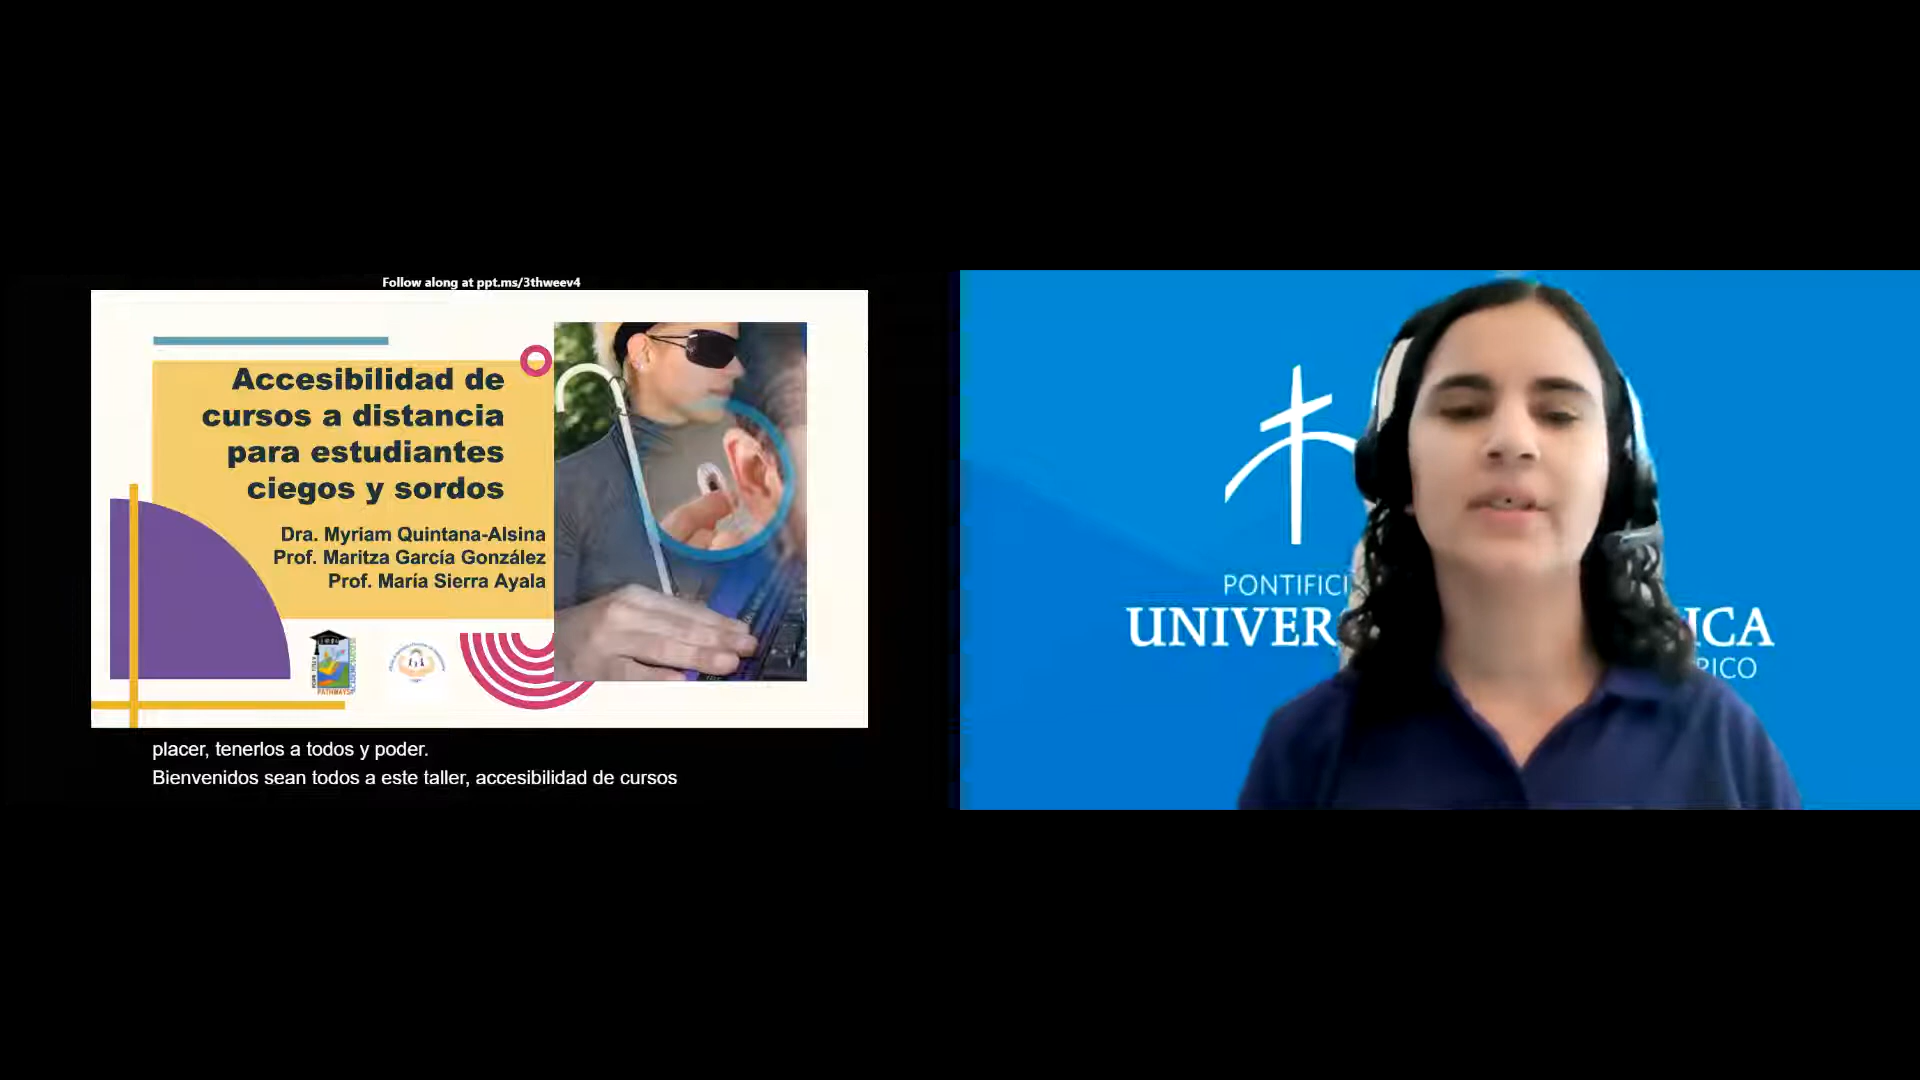 Follow along at ppt.ms/3thweev4
Accesibilidad de
cursos a distancia
para estudiantes
ciegos y sordos
Dra. Myriam Quintana-Alsina
Prof. Maritza García González
Prof. María Sierra Ayala
PATHWAYS
placer, tenerlos a todos y poder.
Bienvenidos sean todos a este taller, accesibilidad de cursos
PONTIFICI
UNIVER ICA
RICO